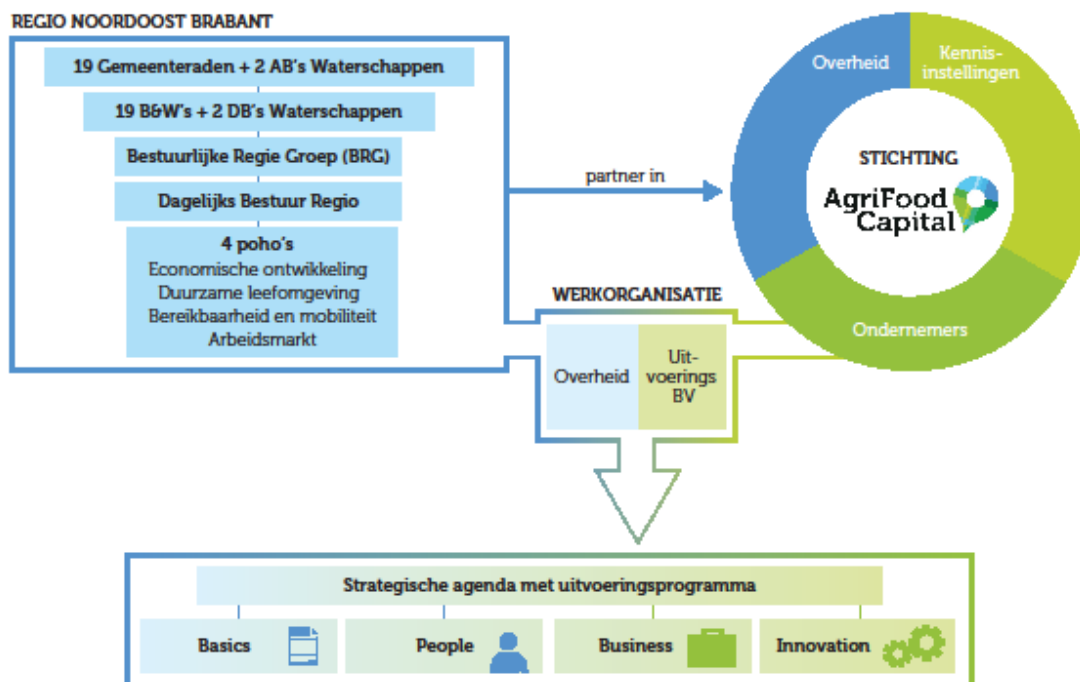 REGIO NOORDOOST BRABANT
19 Gemeenteraden + 2 AB's Waterschappen
19 B&W's + 2 DB's Waterschappen
Bestuurlijke Regie Groep (BRG)
Dagelijks Bestuur Regio
4 poho's
Economische ontwikkeling
Duurzame leefomgeving
Bereikbaarheid en mobiliteit
Arbeidsmarkt
partner in
Overheid
Kennis-
instellingen
STICHTING
AgriFood
Capital
Ondernemers
WERKORGANISATIE
Overheid
Uit-
voerings
BV
Strategische agenda met uitvoeringsprogramma
Basics
People
Business
Innovation